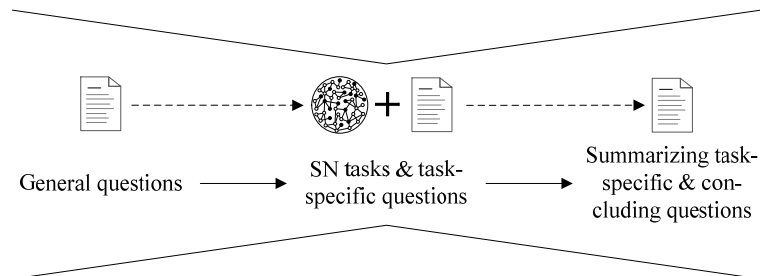 General questions
SN tasks & task-
specific questions
Summarizing task-
specific & con-
cluding questions